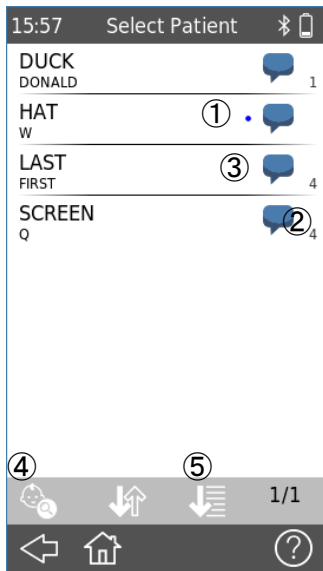 15:57 Select Patient
DUCK
DONALD 1
HAT ①
W
LAST ③
FIRST 4
SCREEN ②
Q 4
④ ⑤
1/1
?